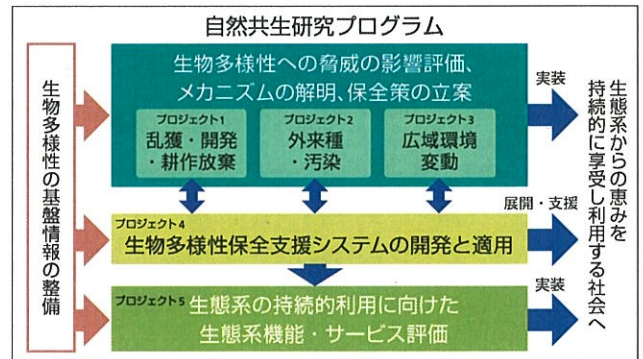 自然共生研究プログラム
生物多様性の基盤情報の整備
生物多様性への脅威の影響評価、
メカニズムの解明、保全策の立案
プロジェクト1
乱獲・開発
・耕作放棄
プロジェクト2
外来種
・汚染
プロジェクト3
広域環境
変動
実装
プロジェクト4
生物多様性保全支援システムの開発と適用
展開・支援
プロジェクト5
生態系の持続的利用に向けた
生態系機能・サービス評価
実装
生態系からの恵みを
持続的に享受し利用する社会へ